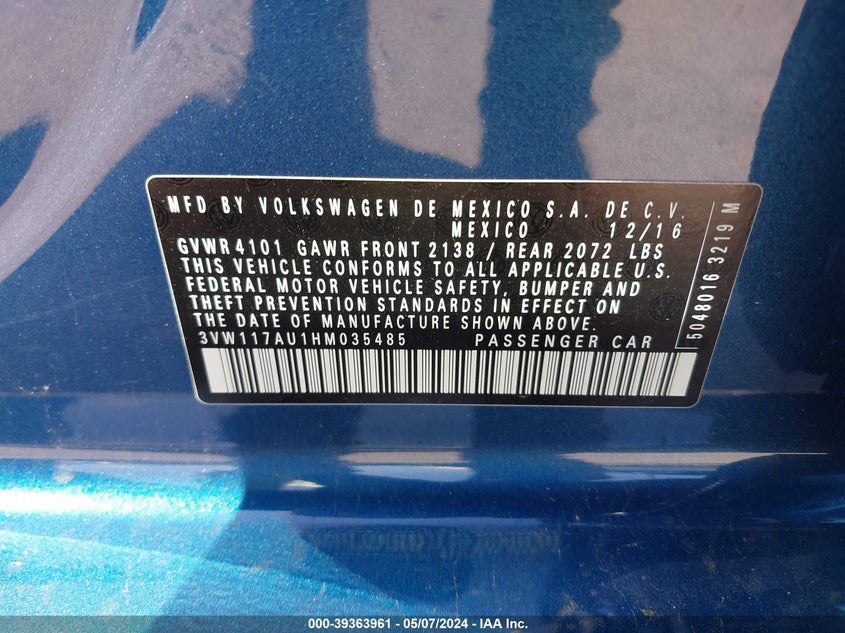 MFD BY VOLKSWAGEN DE MEXICO S.A. DE C.V.
MEXICO 12/16
GVWR 4101 GAWR FRONT 2138 / REAR 2072 LBS
THIS VEHICLE CONFORMS TO ALL APPLICABLE U.S.
FEDERAL MOTOR VEHICLE SAFETY, BUMPER AND
THEFT PREVENTION STANDARDS IN EFFECT ON
THE DATE OF MANUFACTURE SHOWN ABOVE.
3VW117AU1HM035485 PASSENGER CAR
5048016 3219 M
000-39363961 - 05/07/2024 - IAA Inc.